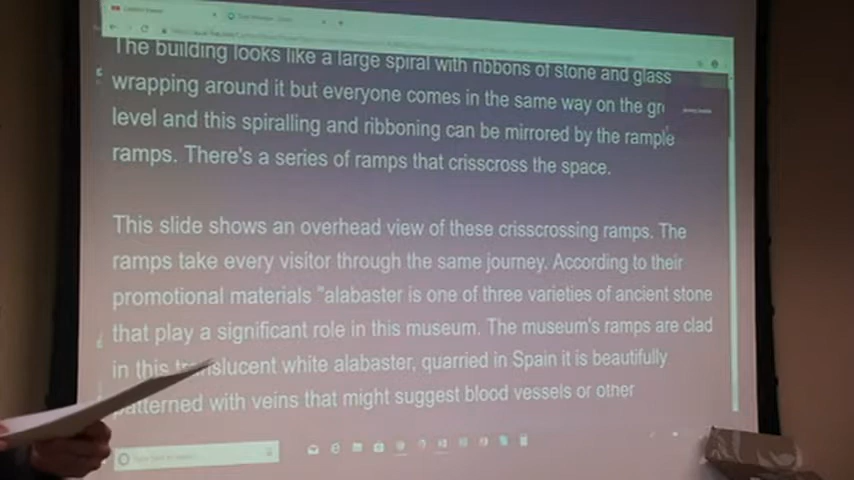 The building looks like a large spiral with ribbons of stone and glass
wrapping around it but everyone comes in the same way on the
level and this spiralling and ribboning can be mirrored by the rample
ramps. There's a series of ramps that crisscross the space.
This slide shows an overhead view of these crisscrossing ramps. The
ramps take every visitor through the same journey. According to their
promotional materials "alabaster is one of three varieties of ancient stone
that play a significant role in this museum. The museum's ramps are clad
in this translucent white alabaster, quarried in Spain it is beautifully
patterned with veins that might suggest blood vessels or other